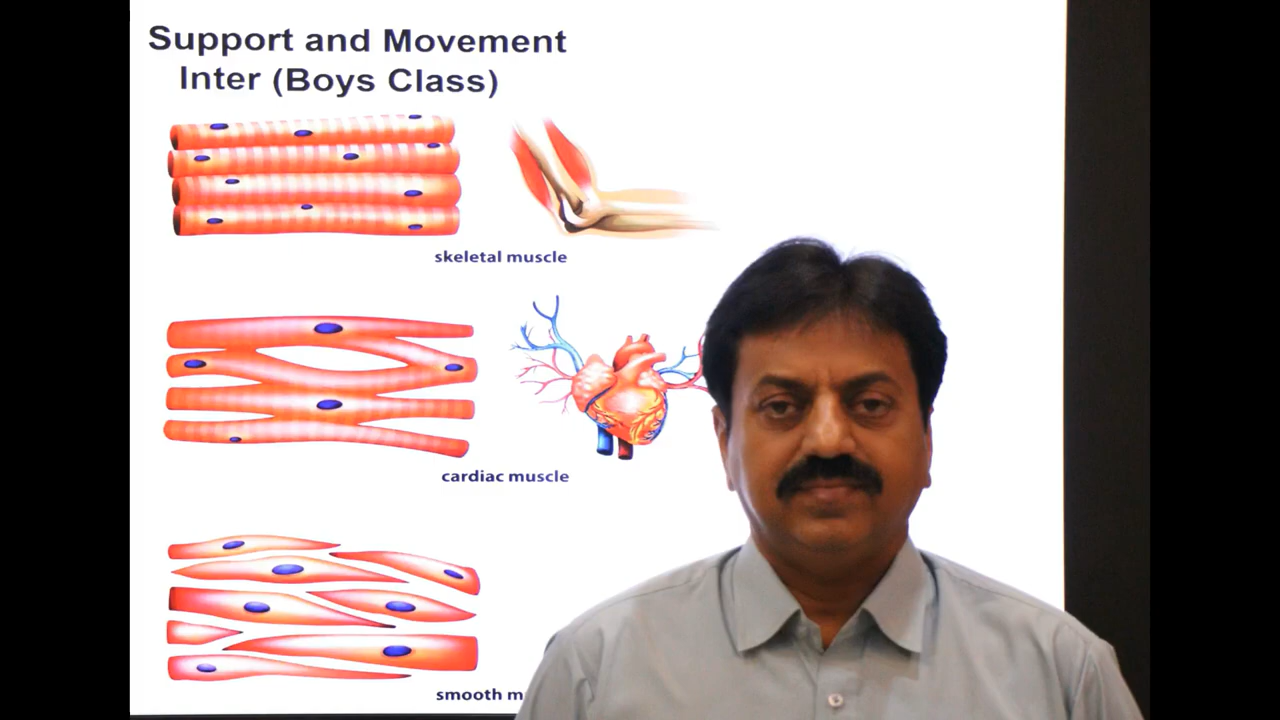 Support and Movement
Inter (Boys Class)
skeletal muscle
cardiac muscle
smooth